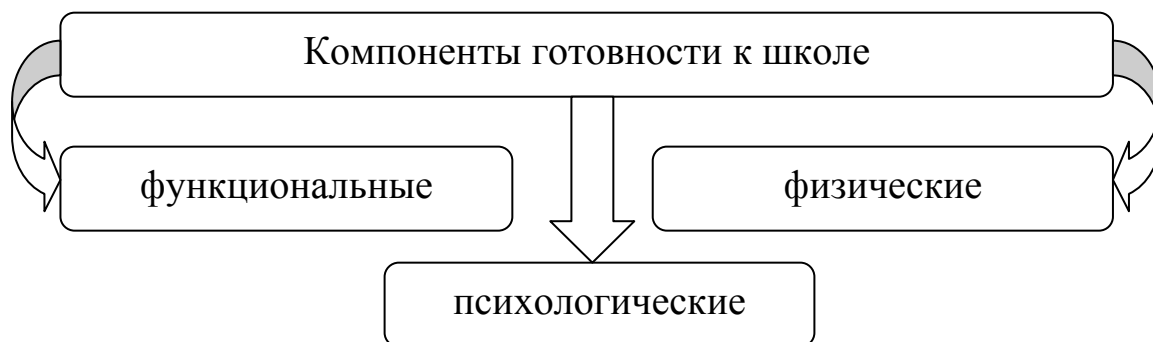 Компоненты готовности к школе
функциональные
физические
психологические